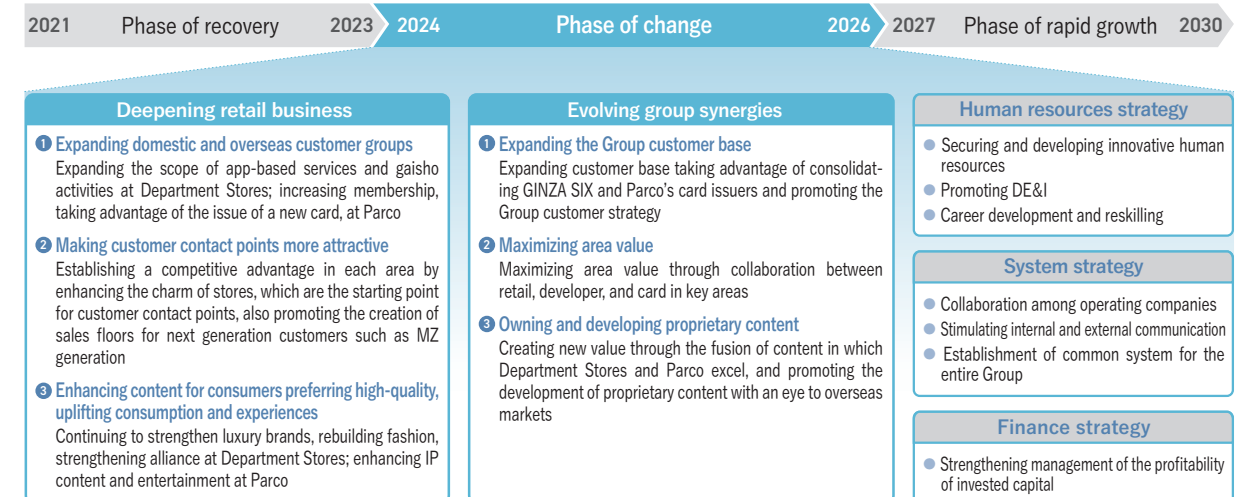 2021 Phase of recovery 2023 2024 Phase of change 2026 2027 Phase of rapid growth 2030
Deepening retail business
1 Expanding domestic and overseas customer groups
Expanding the scope of app-based services and gaisho
activities at Department Stores; increasing membership,
taking advantage of the issue of a new card, at Parco
2 Making customer contact points more attractive
Establishing a competitive advantage in each area by
enhancing the charm of stores, which are the starting point
for customer contact points, also promoting the creation of
sales floors for next generation customers such as MZ
generation
3 Enhancing content for consumers preferring high-quality,
uplifting consumption and experiences
Continuing to strengthen luxury brands, rebuilding fashion,
strengthening alliance at Department Stores; enhancing IP
content and entertainment at Parco
Evolving group synergies
1 Expanding the Group customer base
Expanding customer base taking advantage of consolidat-
ing GINZA SIX and Parco's card issuers and promoting the
Group customer strategy
2 Maximizing area value
Maximizing area value through collaboration between
retail, developer, and card in key areas
3 Owning and developing proprietary content
Creating new value through the fusion of content in which
Department Stores and Parco excel, and promoting the
development of proprietary content with an eye to overseas
markets
Human resources strategy
● Securing and developing innovative human
resources
● Promoting DE&I
● Career development and reskilling
System strategy
● Collaboration among operating companies
● Stimulating internal and external communication
● Establishment of common system for the
entire Group
Finance strategy
● Strengthening management of the profitability
of invested capital